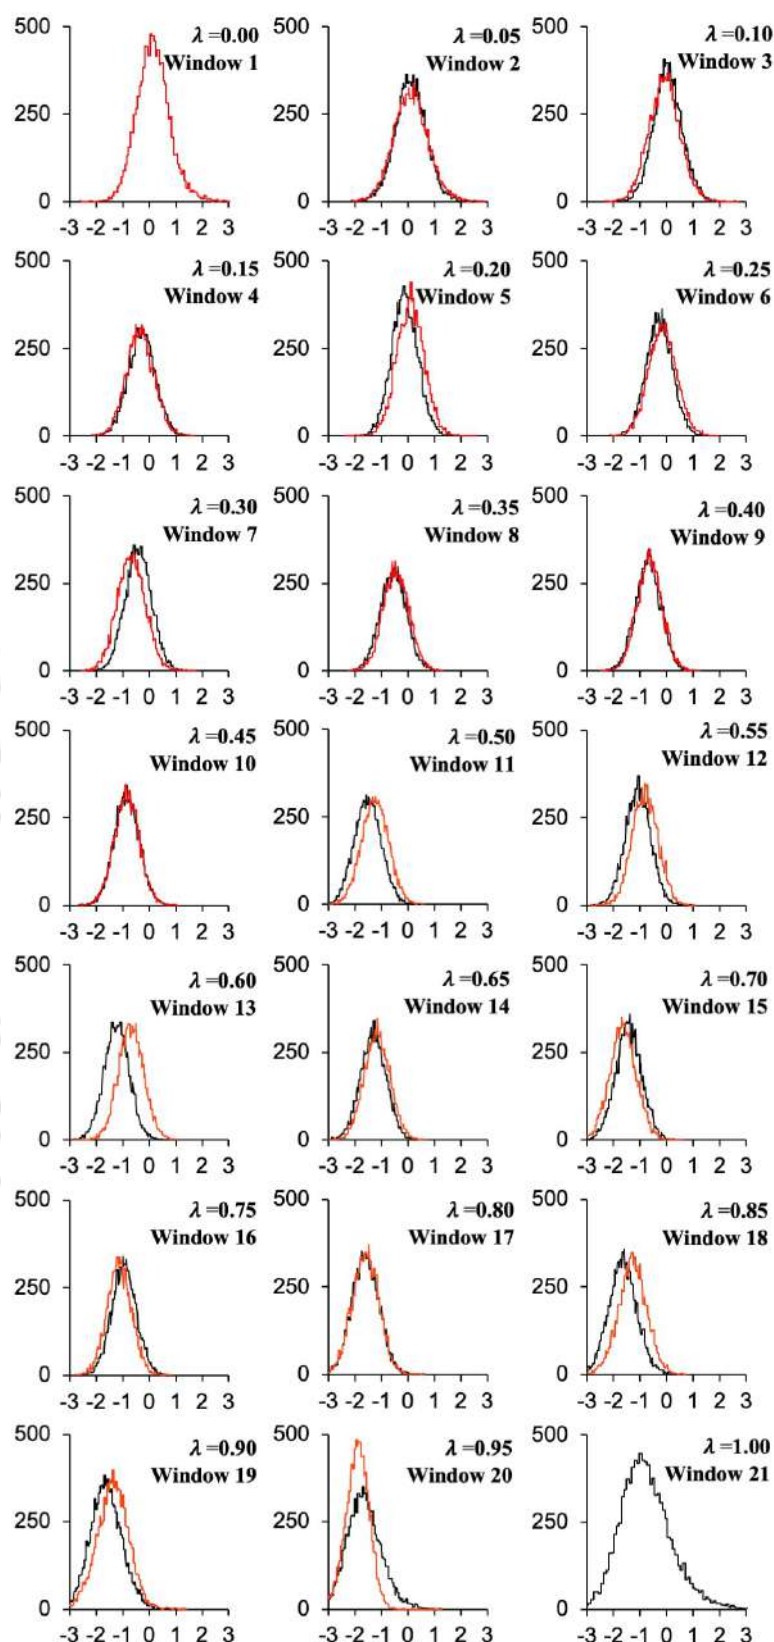 500 λ =0.00 500 λ =0.05 500 λ =0.10
Window 1 Window 2 Window 3
250 250 250
0 0 0
-3 -2 -1 0 1 2 3 -3 -2 -1 0 1 2 3 -3 -2 -1 0 1 2 3
500 λ =0.15 500 λ =0.20 500 λ =0.25
Window 4 Window 5 Window 6
250 250 250
0 0 0
-3 -2 -1 0 1 2 3 -3 -2 -1 0 1 2 3 -3 -2 -1 0 1 2 3
500 λ =0.30 500 λ =0.35 500 λ =0.40
Window 7 Window 8 Window 9
250 250 250
0 0 0
-3 -2 -1 0 1 2 3 -3 -2 -1 0 1 2 3 -3 -2 -1 0 1 2 3
500 λ =0.45 500 λ =0.50 500 λ =0.55
Window 10 Window 11 Window 12
250 250 250
0 0 0
-3 -2 -1 0 1 2 3 -3 -2 -1 0 1 2 3 -3 -2 -1 0 1 2 3
500 λ =0.60 500 λ =0.65 500 λ =0.70
Window 13 Window 14 Window 15
250 250 250
0 0 0
-3 -2 -1 0 1 2 3 -3 -2 -1 0 1 2 3 -3 -2 -1 0 1 2 3
500 λ =0.75 500 λ =0.80 500 λ =0.85
Window 16 Window 17 Window 18
250 250 250
0 0 0
-3 -2 -1 0 1 2 3 -3 -2 -1 0 1 2 3 -3 -2 -1 0 1 2 3
500 λ =0.90 500 λ =0.95 500 λ =1.00
Window 19 Window 20 Window 21
250 250 250
0 0 0
-3 -2 -1 0 1 2 3 -3 -2 -1 0 1 2 3 -3 -2 -1 0 1 2 3